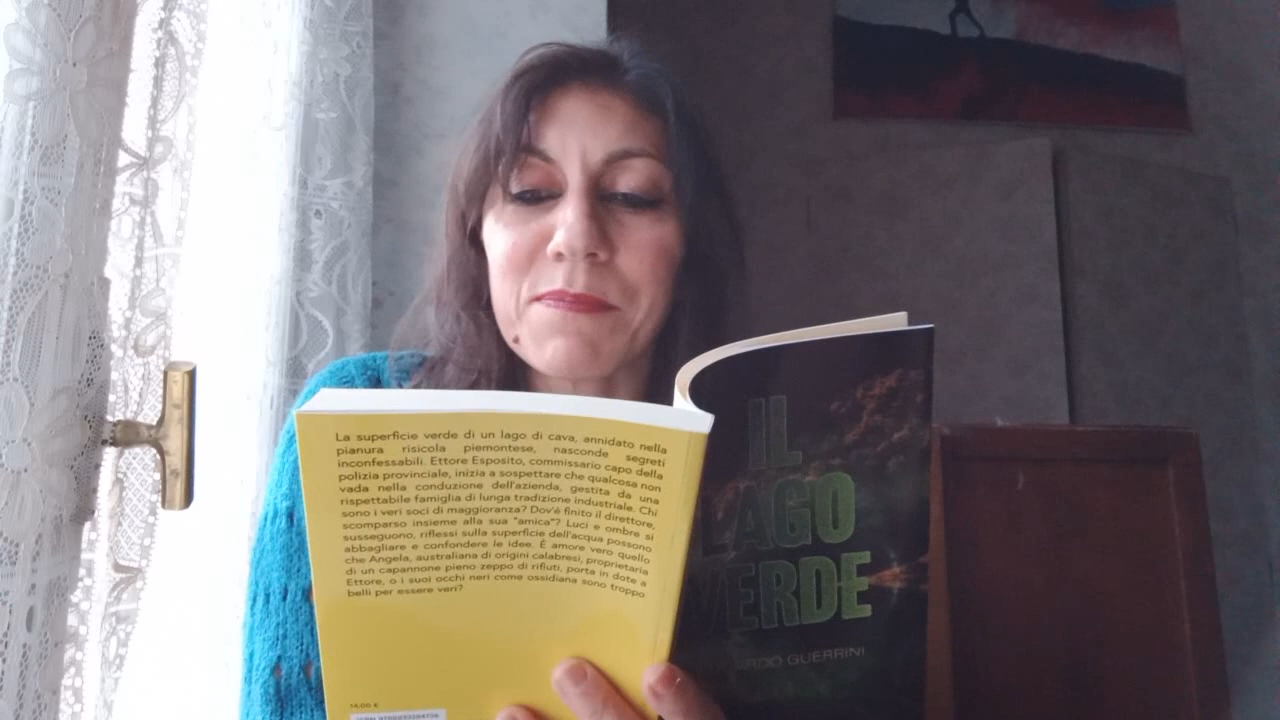 La superficie verde di un lago di cava, annidato nella
pianura risicola piemontese, nasconde segreti
inconfessabili. Ettore Esposito, commissario capo della
polizia provinciale, inizia a sospettare che qualcosa non
vada nella conduzione dell'azienda, gestita da una
rispettabile famiglia di lunga tradizione industriale. Chi
sono i veri soci di maggioranza? Dov'è finito il direttore,
scomparso insieme alla sua "amica"? Luci e ombre si
susseguono, riflessi sulla superficie dell'acqua possono
abbagliare e confondere le idee. È amore vero quello
che Angela, australiana di origini calabresi, proprietaria
di un capannone pieno zeppo di rifiuti, porta in dote a
Ettore, o i suoi occhi neri come ossidiana sono troppo
belli per essere veri?
14,00 €
IL
LAGO
VERDE
GUERRINI